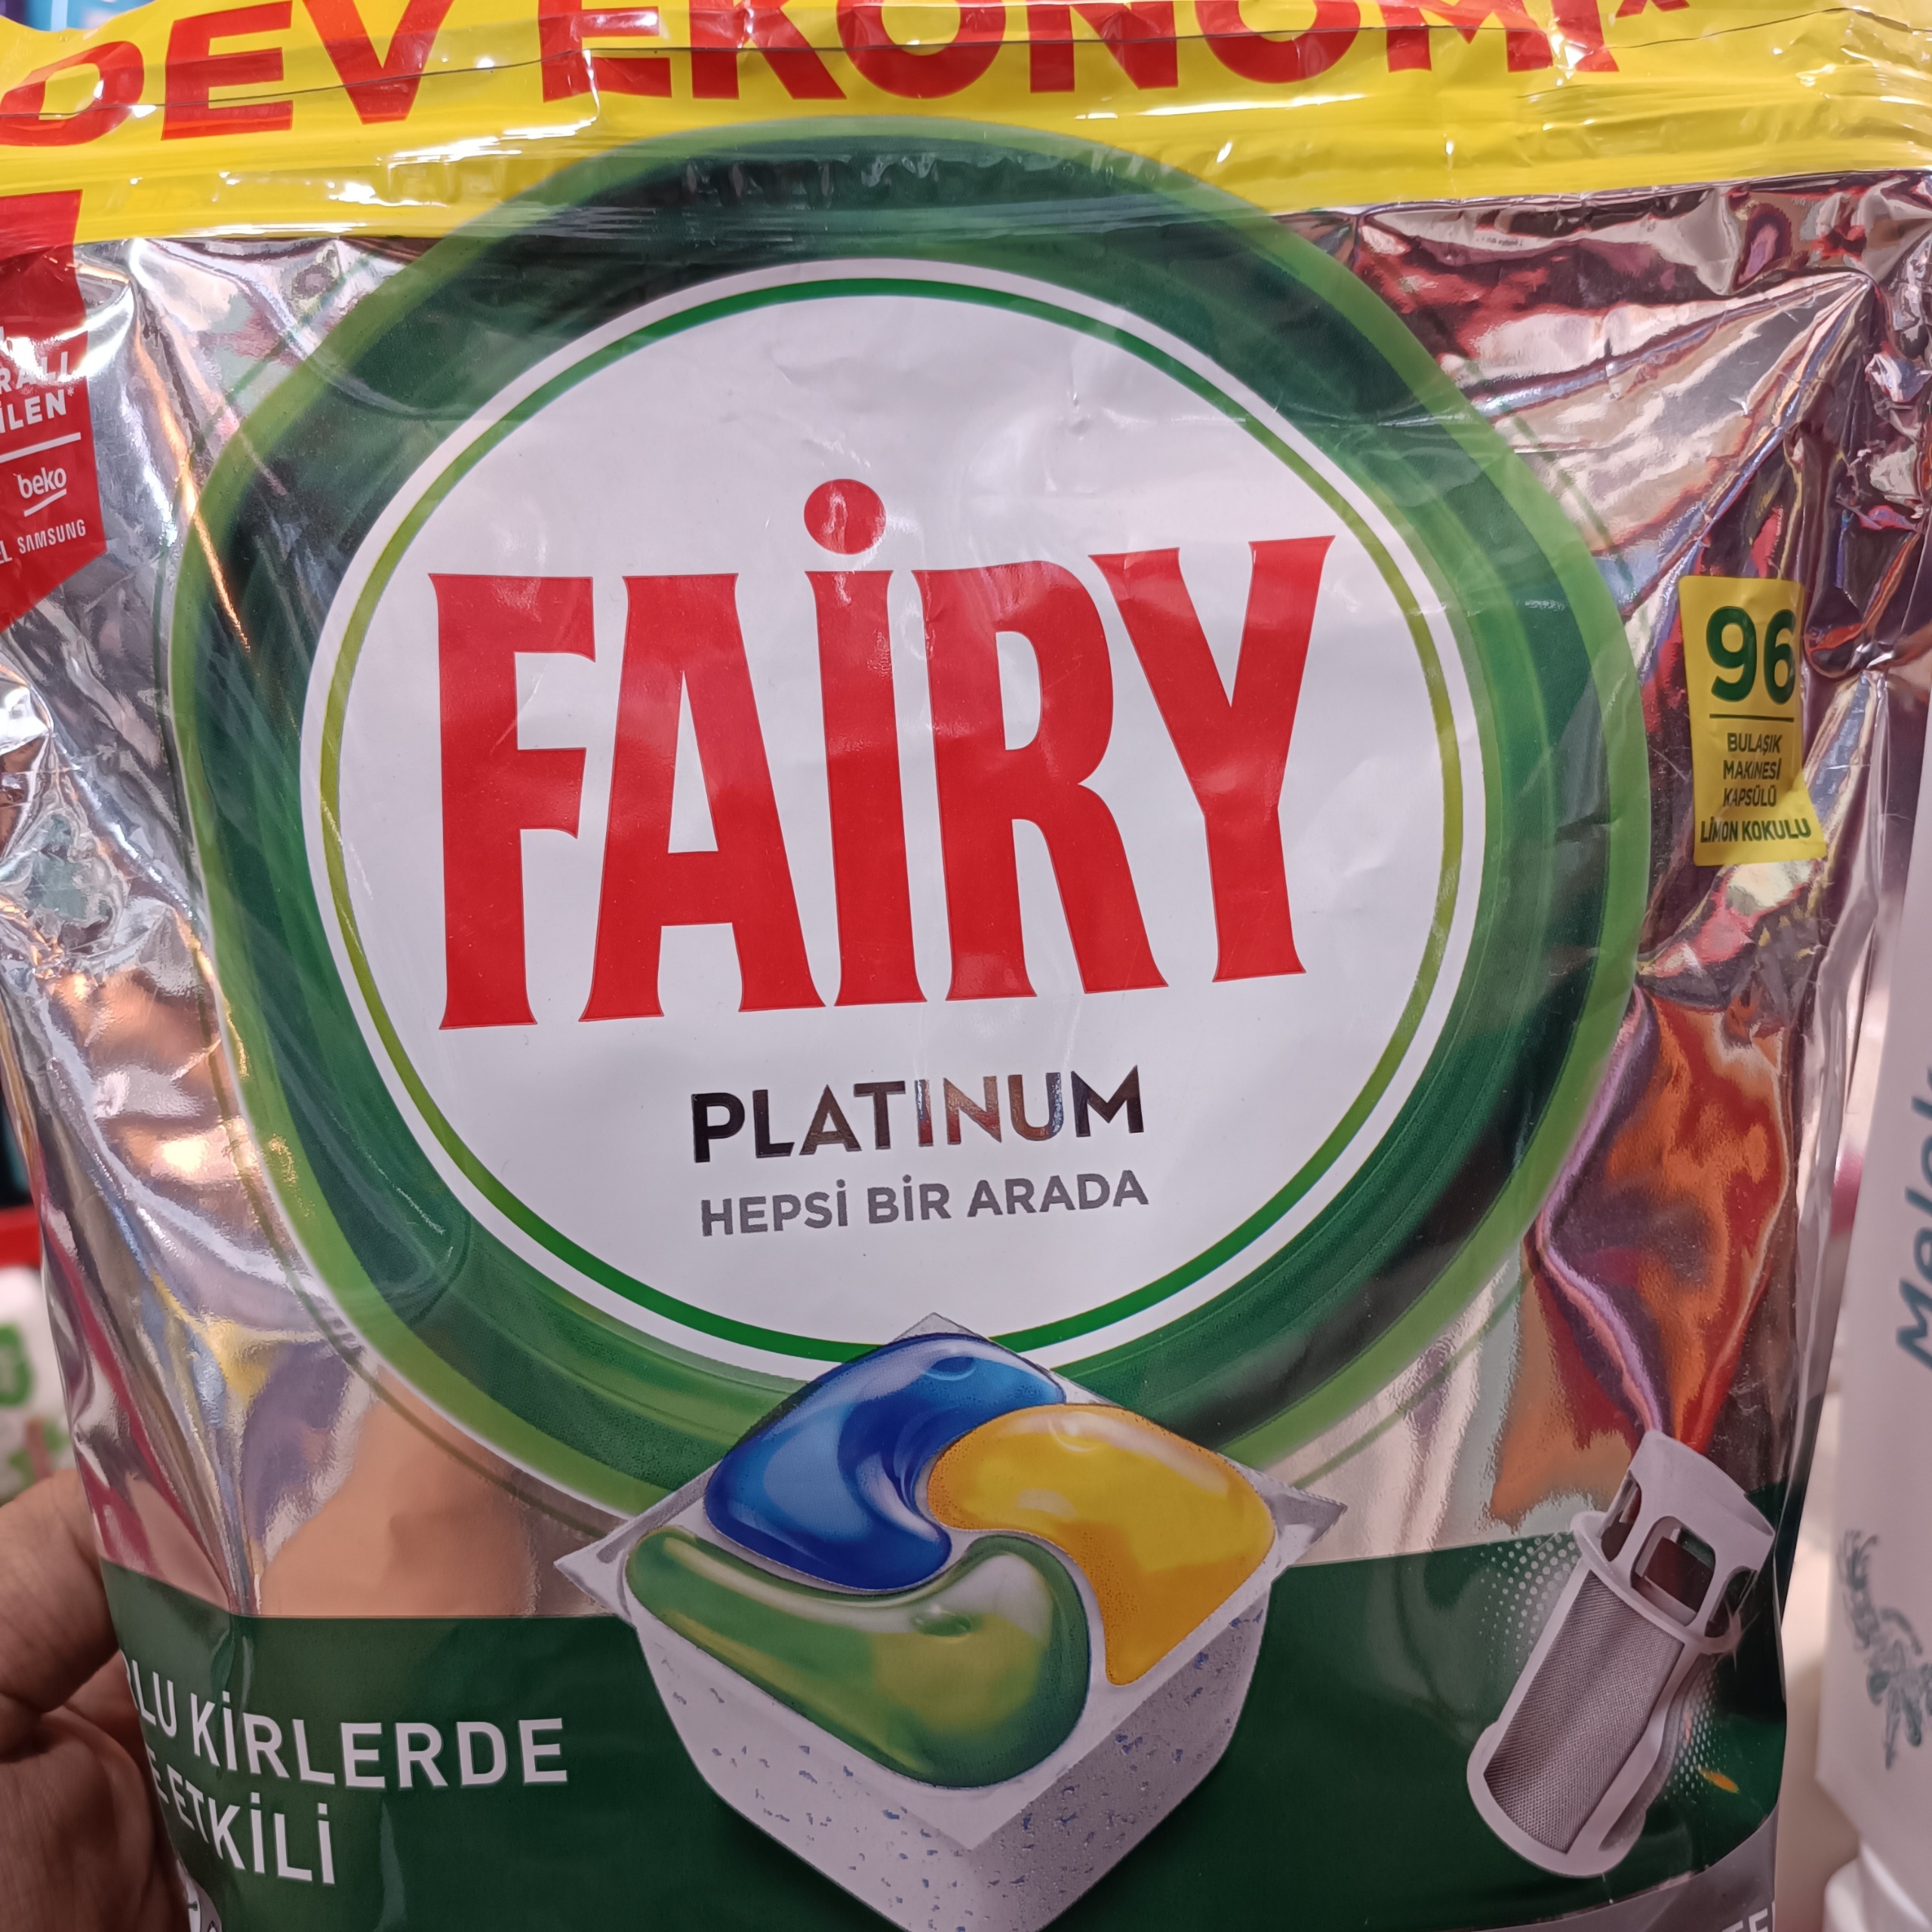 DEV EKONOMİ*
beko
SAMSUNG
FAİRY
PLATINUM
HEPSİ BİR ARADA
96
BULAŞIK
MAKİNESİ
KAPSÜLÜ
LİMON KOKULU
KİRLERDE
ETKİLİ